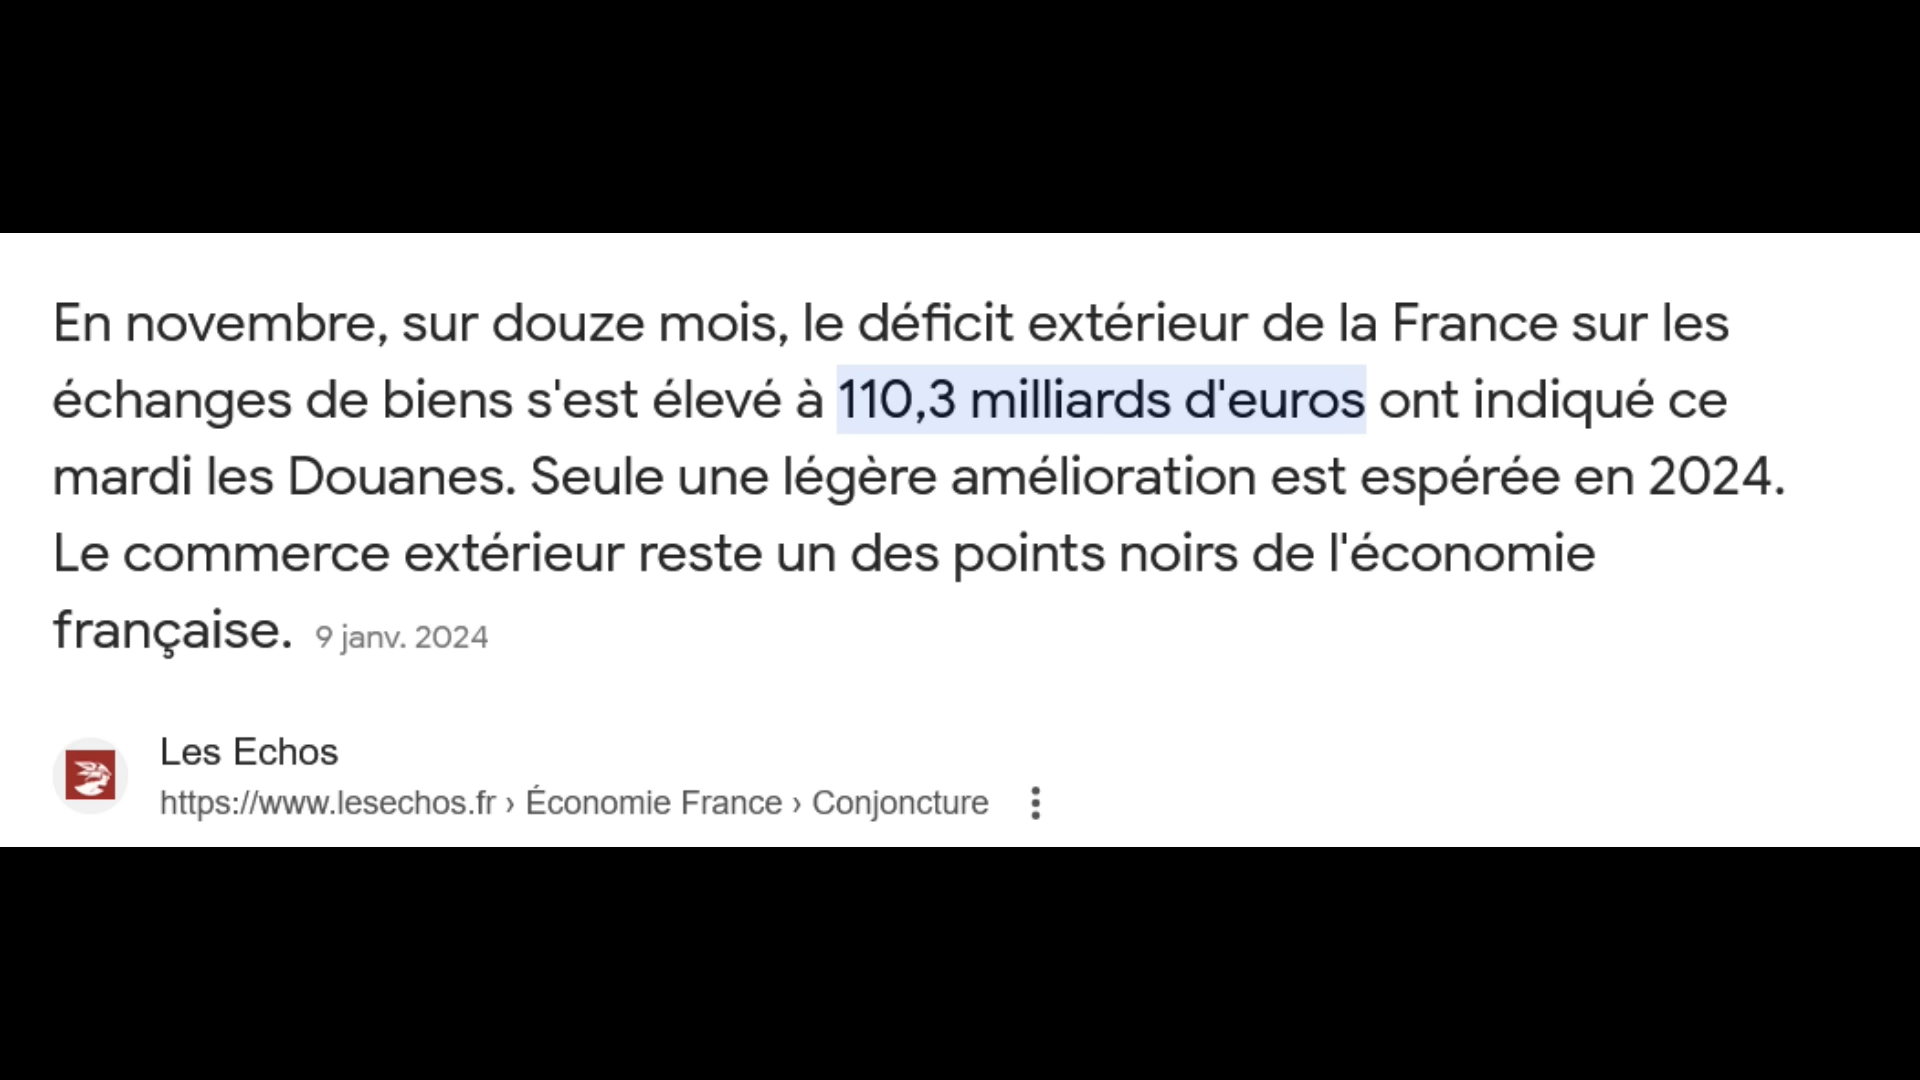 En novembre, sur douze mois, le déficit extérieur de la France sur les
échanges de biens s'est élevé à 110,3 milliards d'euros ont indiqué ce
mardi les Douanes. Seule une légère amélioration est espérée en 2024.
Le commerce extérieur reste un des points noirs de l'économie
française. 9 janv. 2024
Les Echos
https://www.lesechos.fr › Économie France › Conjoncture